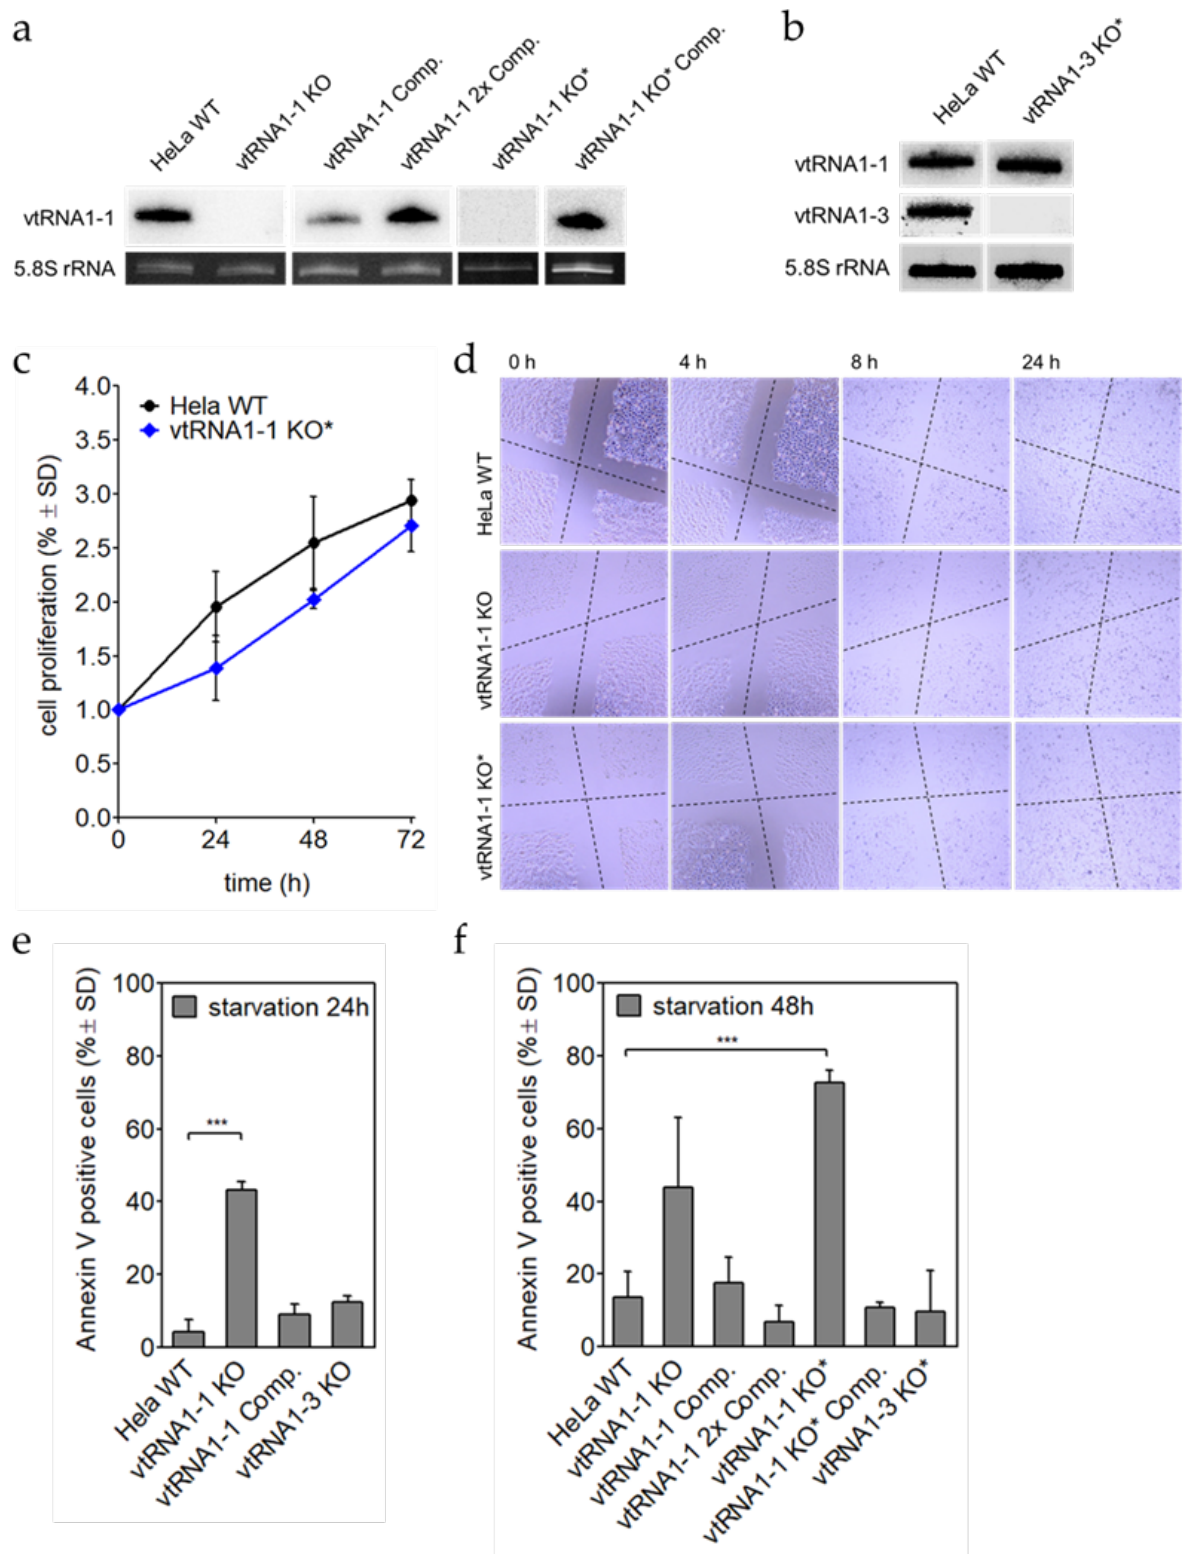 a
HeLa WT
vtRNA1-1 KO
vtRNA1-1 Comp.
vtRNA1-1 2x Comp.
vtRNA1-1 KO*
vtRNA1-1 KO* Comp.
vtRNA1-1
5.8S rRNA
b
HeLa WT
vtRNA1-3 KO*
vtRNA1-1
vtRNA1-3
5.8S rRNA
c
cell proliferation (% ± SD)
4.0
3.5
3.0
2.5
2.0
1.5
1.0
0.5
0.0
Hela WT
vtRNA1-1 KO*
0 24 48 72
time (h)
d
0 h 4 h 8 h 24 h
HeLa WT
vtRNA1-1 KO
vtRNA1-1 KO*
e
Annexin V positive cells (%± SD)
100
80
60
40
20
0
starvation 24h
***
Hela WT
vtRNA1-1 KO
vtRNA1-1 Comp.
vtRNA1-3 KO
f
Annexin V positive cells (%± SD)
100
80
60
40
20
0
starvation 48h
***
HeLa WT
vtRNA1-1 KO
vtRNA1-1 Comp.
vtRNA1-1 2x Comp.
vtRNA1-1 KO*
vtRNA1-1 KO* Comp.
vtRNA1-3 KO*